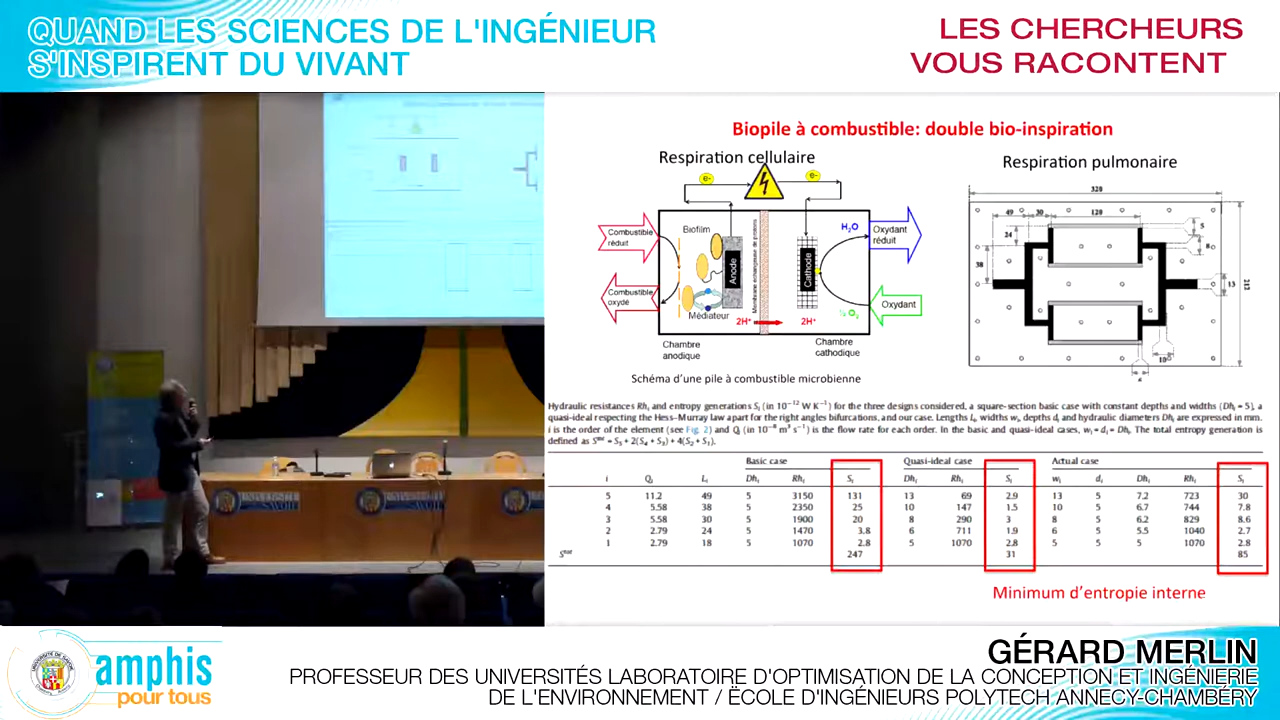 QUAND LES SCIENCES DE L'INGÉNIEUR
S'INSPIRENT DU VIVANT
LES CHERCHEURS
VOUS RACONTENT
Biopile à combustible: double bio-inspiration
Respiration cellulaire
Respiration pulmonaire
e-
e-
Combustible
réduit
Combustible
oxydé
Biofilm
Anode
Médiateur
Membrane échangeuse de protons
2H⁺
2H⁺
Cathode
H₂O
Oxydant
réduit
Oxydant
½ O₂
Chambre
anodique
Chambre
cathodique
Schéma d'une pile à combustible microbienne
320
49
30
120
5
24
8
38
13
213
10
Hydraulic resistances Rhᵢ and entropy generations Sᵢ (in 10⁻¹² W K⁻¹) for the three designs considered, a square-section basic case with constant depths and widths (Dhᵢ = 5), a
quasi-ideal respecting the Hess–Murray law apart for the right angles bifurcations, and our case. Lengths lᵢ, widths wᵢ, depths dᵢ and hydraulic diameters Dhᵢ are expressed in mm.
i is the order of the element (see Fig. 2) and Qᵢ (in 10⁻⁸ m³ s⁻¹) is the flow rate for each order. In the basic and quasi-ideal cases, wᵢ = dᵢ = Dhᵢ. The total entropy generation is
defined as Sᵗᵒᵗ = S₅ + 2(S₄ + S₃) + 4(S₂ + S₁).
Basic case Quasi-ideal case Actual case
i Qᵢ Lᵢ Dhᵢ Rhᵢ Sᵢ Dhᵢ Rhᵢ Sᵢ wᵢ dᵢ Dhᵢ Rhᵢ Sᵢ
5 11.2 49 5 3150 131 13 69 2.9 13 5 7.2 723 30
4 5.58 38 5 2350 25 10 147 1.5 10 5 6.7 744 7.8
3 5.58 30 5 1900 20 8 290 3 8 5 6.2 829 8.6
2 2.79 24 5 1470 3.8 6 711 1.9 6 5 5.5 1040 2.7
1 2.79 18 5 1070 2.8 5 1070 2.8 5 5 5 1070 2.8
Sᵗᵒᵗ 247 31 85
Minimum d'entropie interne
amphis
pour tous
GÉRARD MERLIN
PROFESSEUR DES UNIVERSITÉS LABORATOIRE D'OPTIMISATION DE LA CONCEPTION ET INGÉNIERIE
DE L'ENVIRONNEMENT / ËCOLE D'INGÉNIEURS POLYTECH ANNECY-CHAMBÉRY